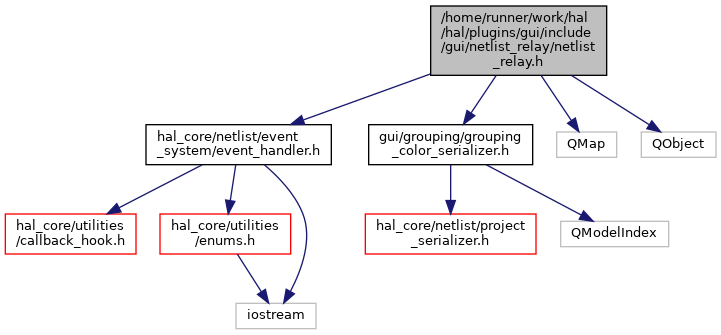 /home/runner/work/hal
/hal/plugins/gui/include
/gui/netlist_relay/netlist
_relay.h
hal_core/netlist/event
_system/event_handler.h
gui/grouping/grouping
_color_serializer.h
QMap
QObject
hal_core/utilities
/callback_hook.h
hal_core/utilities
/enums.h
hal_core/netlist/project
_serializer.h
QModelIndex
iostream